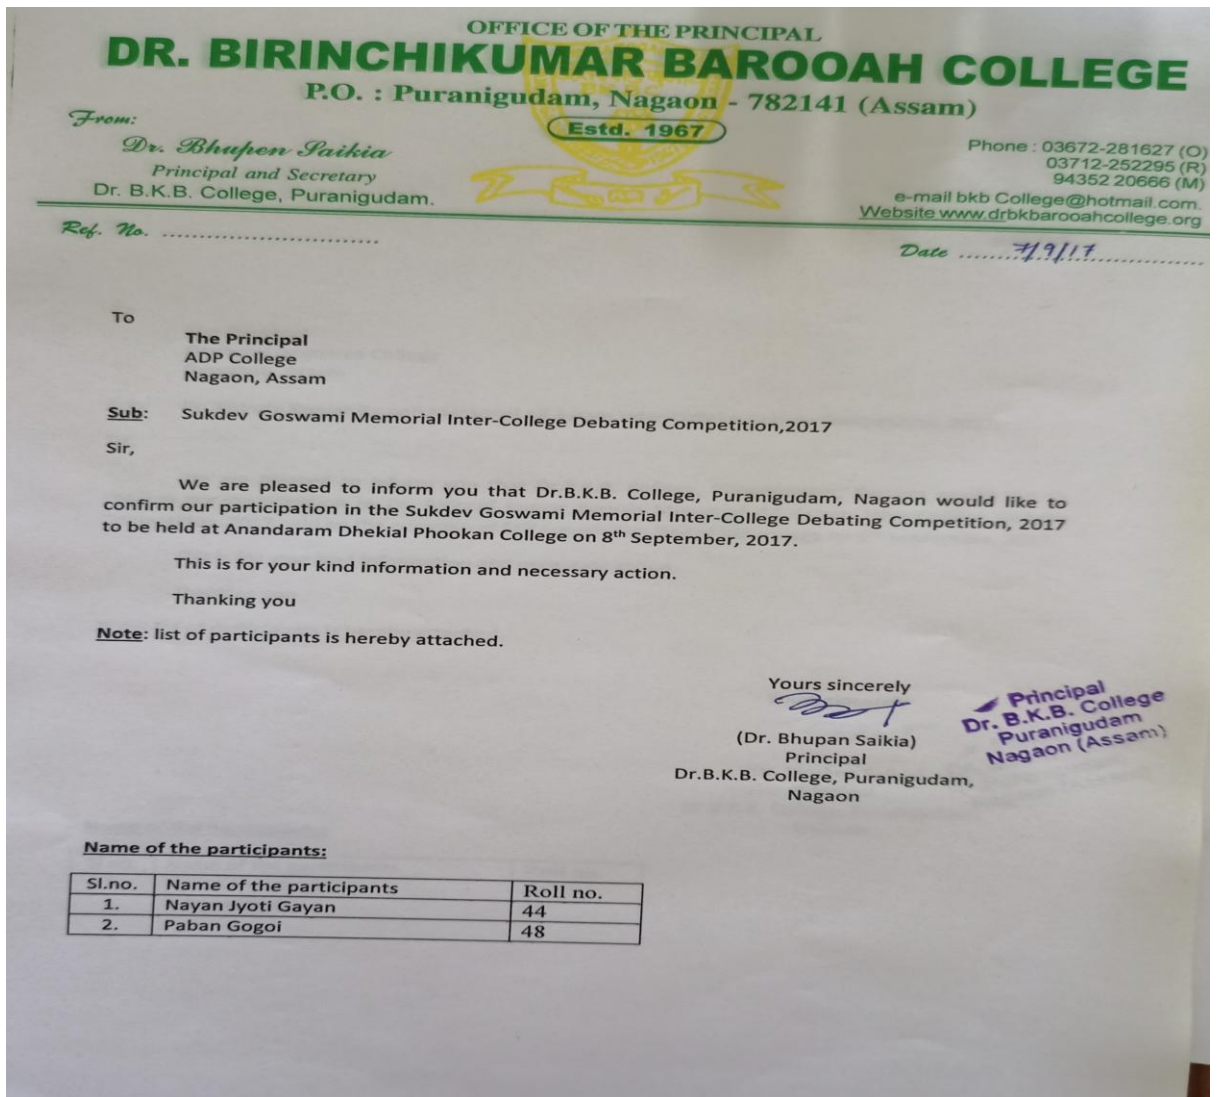 OFFICE OF THE PRINCIPAL
DR. BIRINCHIKUMAR BAROOAH COLLEGE
P.O. : Puranigudam, Nagaon - 782141 (Assam)
Estd. 1967
From:
Dr. Bhupen Saikia
Principal and Secretary
Dr. B.K.B. College, Puranigudam.
Phone : 03672-281627 (O)
03712-252295 (R)
94352 20666 (M)
e-mail bkb College@hotmail.com.
Website www.drbkbarooahcollege.org
Ref. No. ..............................
Date ........7/9/17....................
To
The Principal
ADP College
Nagaon, Assam
Sub: Sukdev Goswami Memorial Inter-College Debating Competition,2017
Sir,
We are pleased to inform you that Dr.B.K.B. College, Puranigudam, Nagaon would like to
confirm our participation in the Sukdev Goswami Memorial Inter-College Debating Competition, 2017
to be held at Anandaram Dhekial Phookan College on 8th September, 2017.
This is for your kind information and necessary action.
Thanking you
Note: list of participants is hereby attached.
Yours sincerely
(Dr. Bhupan Saikia)
Principal
Dr.B.K.B. College, Puranigudam,
Nagaon
Principal
Dr. B.K.B. College
Puranigudam
Nagaon (Assam)
Name of the participants:
Sl.no. Name of the participants Roll no.
1. Nayan Jyoti Gayan 44
2. Paban Gogoi 48